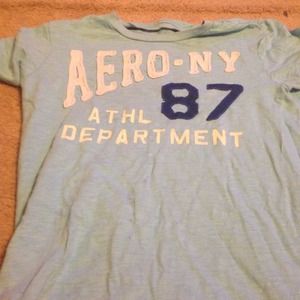 AERO-NY
ATHL 87
DEPARTMENT